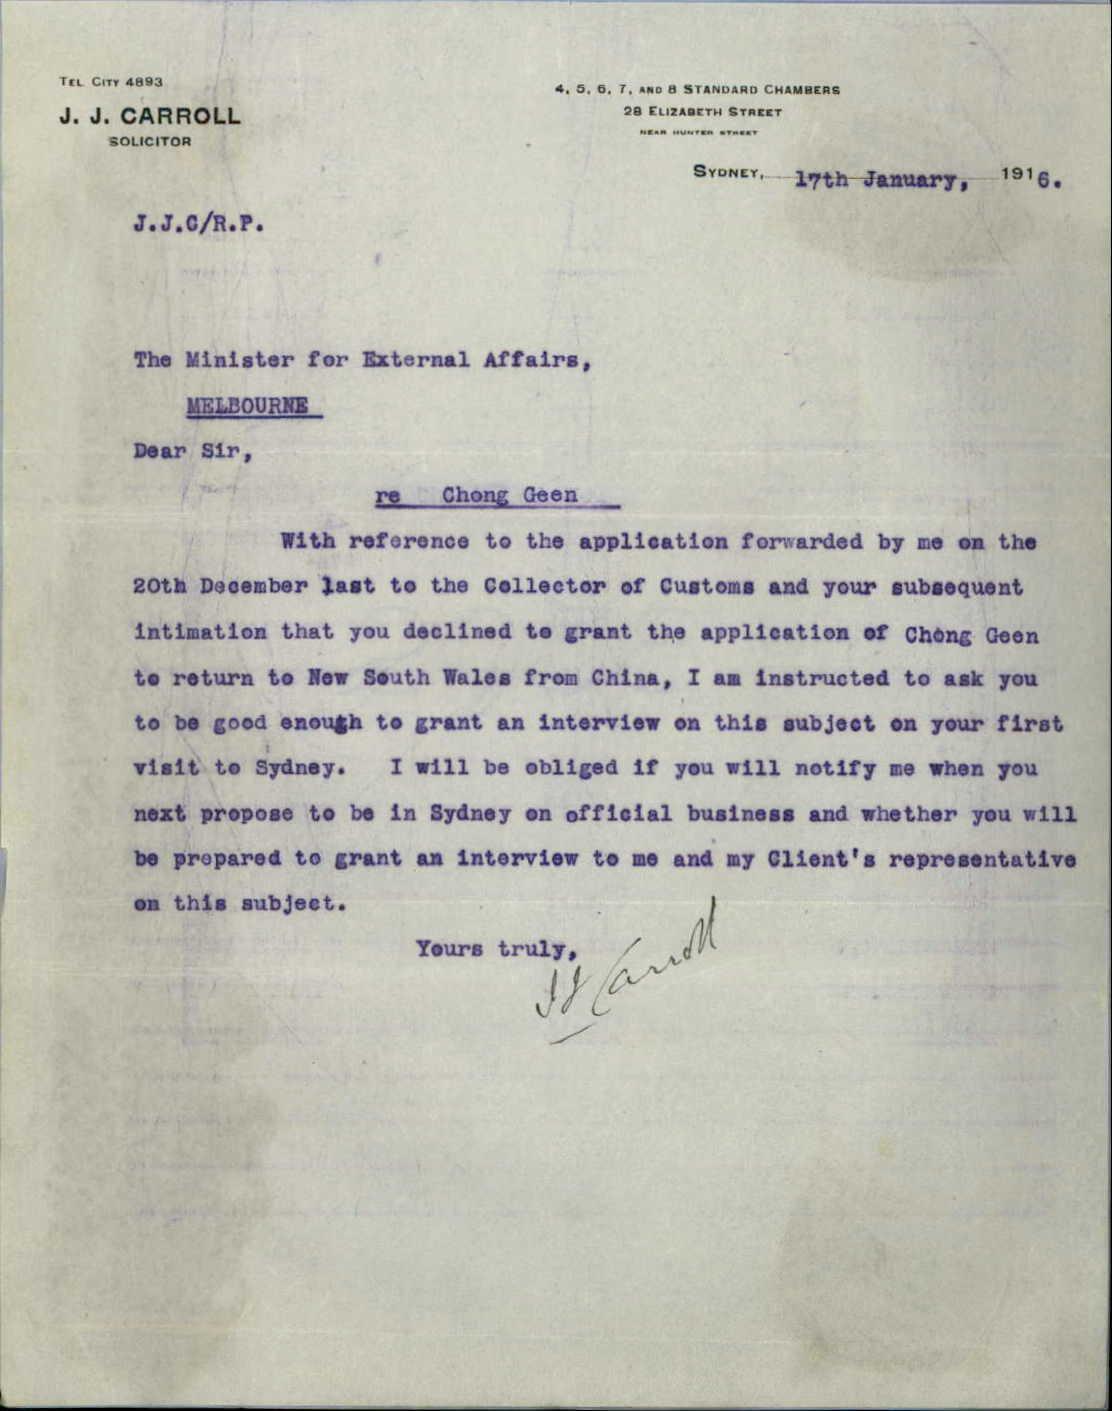 TEL CITY 4893
J. J. CARROLL
SOLICITOR
4, 5, 6, 7, AND 8 STANDARD CHAMBERS
28 ELIZABETH STREET
NEAR HUNTER STREET
SYDNEY, 17th January, 1916.
J.J.C/R.P.
The Minister for External Affairs,
MELBOURNE
Dear Sir,
re Chong Geen
With reference to the application forwarded by me on the
20th December last to the Collector of Customs and your subsequent
intimation that you declined to grant the application of Chong Geen
to return to New South Wales from China, I am instructed to ask you
to be good enough to grant an interview on this subject on your first
visit to Sydney. I will be obliged if you will notify me when you
next propose to be in Sydney on official business and whether you will
be prepared to grant an interview to me and my Client's representative
on this subject.
Yours truly,
J J Carroll